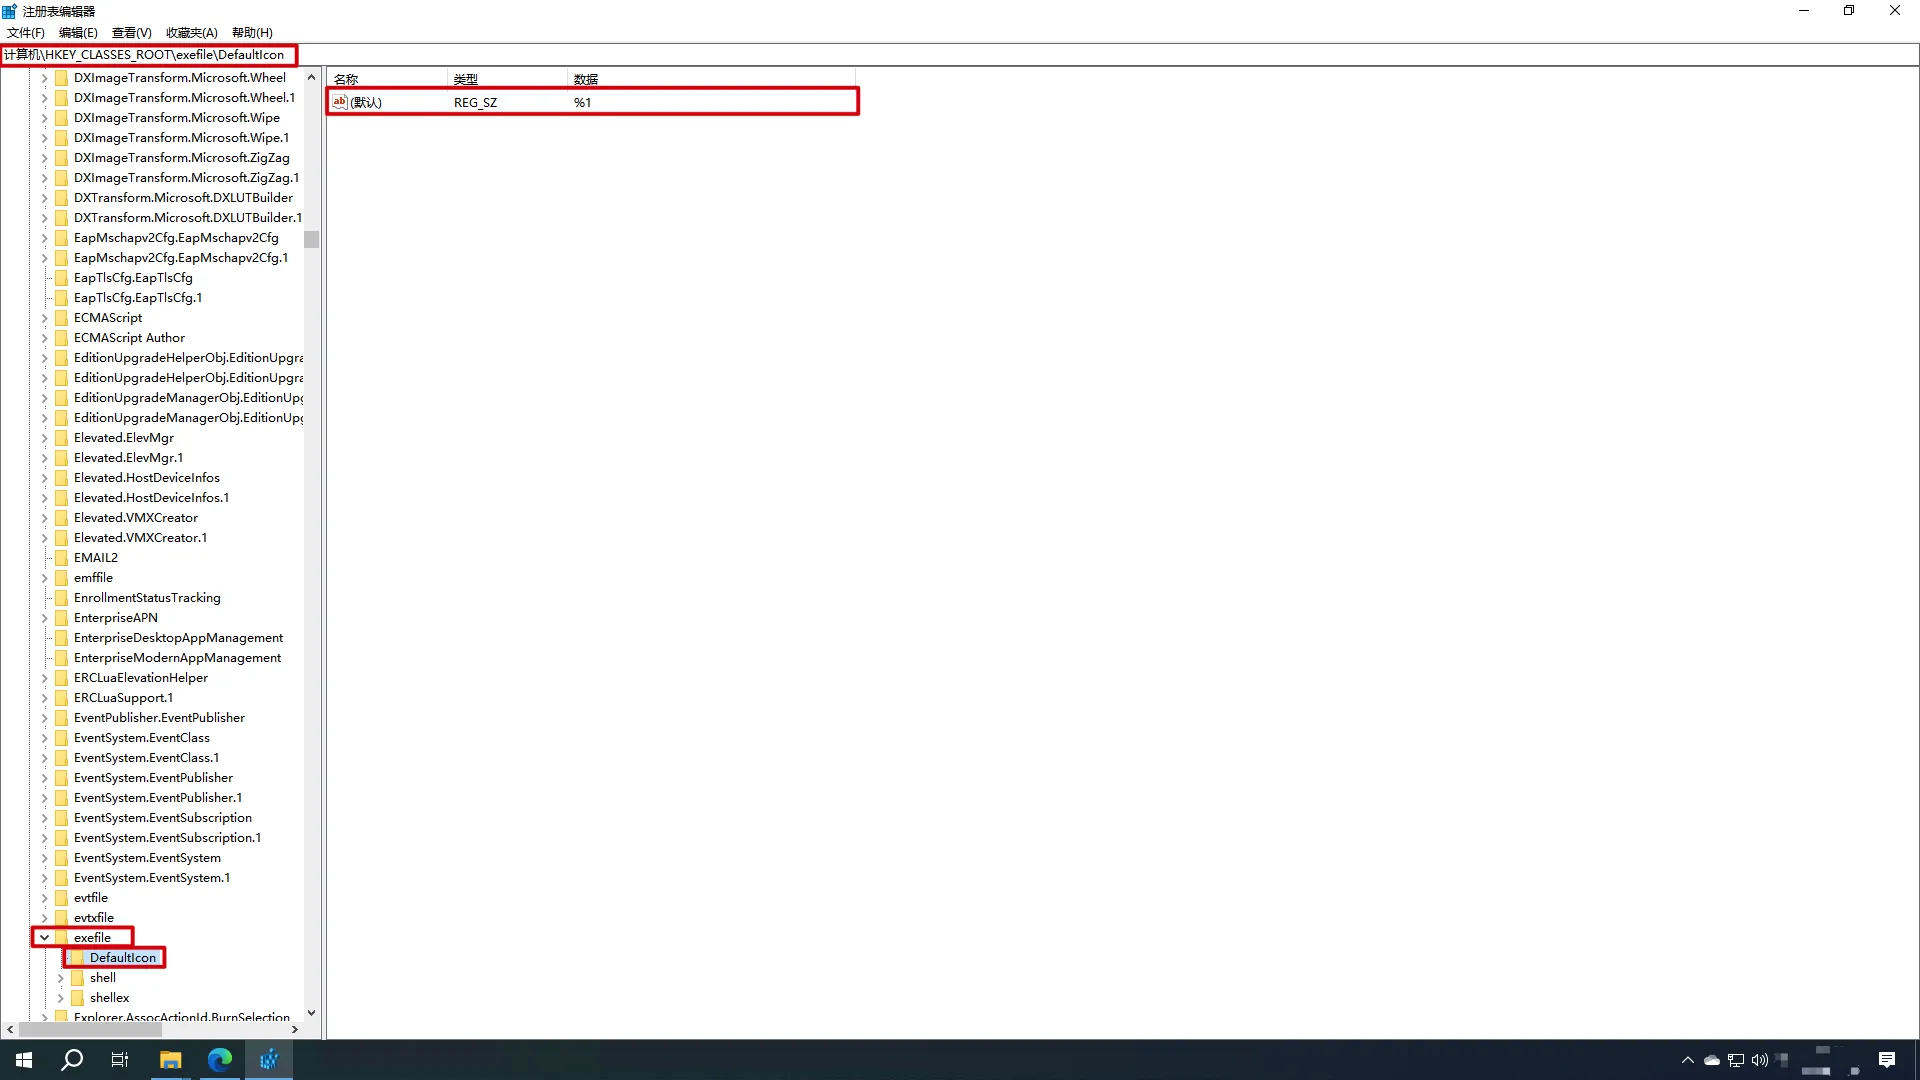 注册表编辑器
文件(F) 编辑(E) 查看(V) 收藏夹(A) 帮助(H)
计算机\HKEY_CLASSES_ROOT\exefile\DefaultIcon
DXImageTransform.Microsoft.Wheel
DXImageTransform.Microsoft.Wheel.1
DXImageTransform.Microsoft.Wipe
DXImageTransform.Microsoft.Wipe.1
DXImageTransform.Microsoft.ZigZag
DXImageTransform.Microsoft.ZigZag.1
DXTransform.Microsoft.DXLUTBuilder
DXTransform.Microsoft.DXLUTBuilder.1
EapMschapv2Cfg.EapMschapv2Cfg
EapMschapv2Cfg.EapMschapv2Cfg.1
EapTlsCfg.EapTlsCfg
EapTlsCfg.EapTlsCfg.1
ECMAScript
ECMAScript Author
EditionUpgradeHelperObj.EditionUpgra
EditionUpgradeHelperObj.EditionUpgra
EditionUpgradeManagerObj.EditionUpg
EditionUpgradeManagerObj.EditionUpg
Elevated.ElevMgr
Elevated.ElevMgr.1
Elevated.HostDeviceInfos
Elevated.HostDeviceInfos.1
Elevated.VMXCreator
Elevated.VMXCreator.1
EMAIL2
emffile
EnrollmentStatusTracking
EnterpriseAPN
EnterpriseDesktopAppManagement
EnterpriseModernAppManagement
ERCLuaElevationHelper
ERCLuaSupport.1
EventPublisher.EventPublisher
EventSystem.EventClass
EventSystem.EventClass.1
EventSystem.EventPublisher
EventSystem.EventPublisher.1
EventSystem.EventSubscription
EventSystem.EventSubscription.1
EventSystem.EventSystem
EventSystem.EventSystem.1
evtfile
evtxfile
exefile
DefaultIcon
shell
shellex
Explorer.AssocActionId.BurnSelection
名称 类型 数据
ab (默认) REG_SZ %1